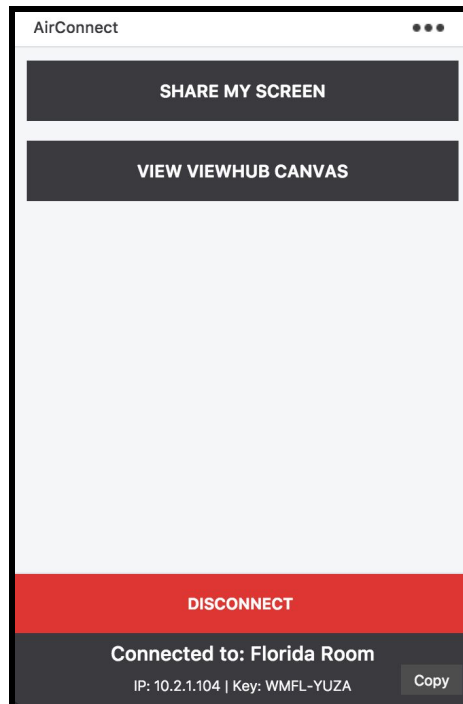 AirConnect
SHARE MY SCREEN
VIEW VIEWHUB CANVAS
DISCONNECT
Connected to: Florida Room
IP: 10.2.1.104 | Key: WMFL-YUZA
Copy